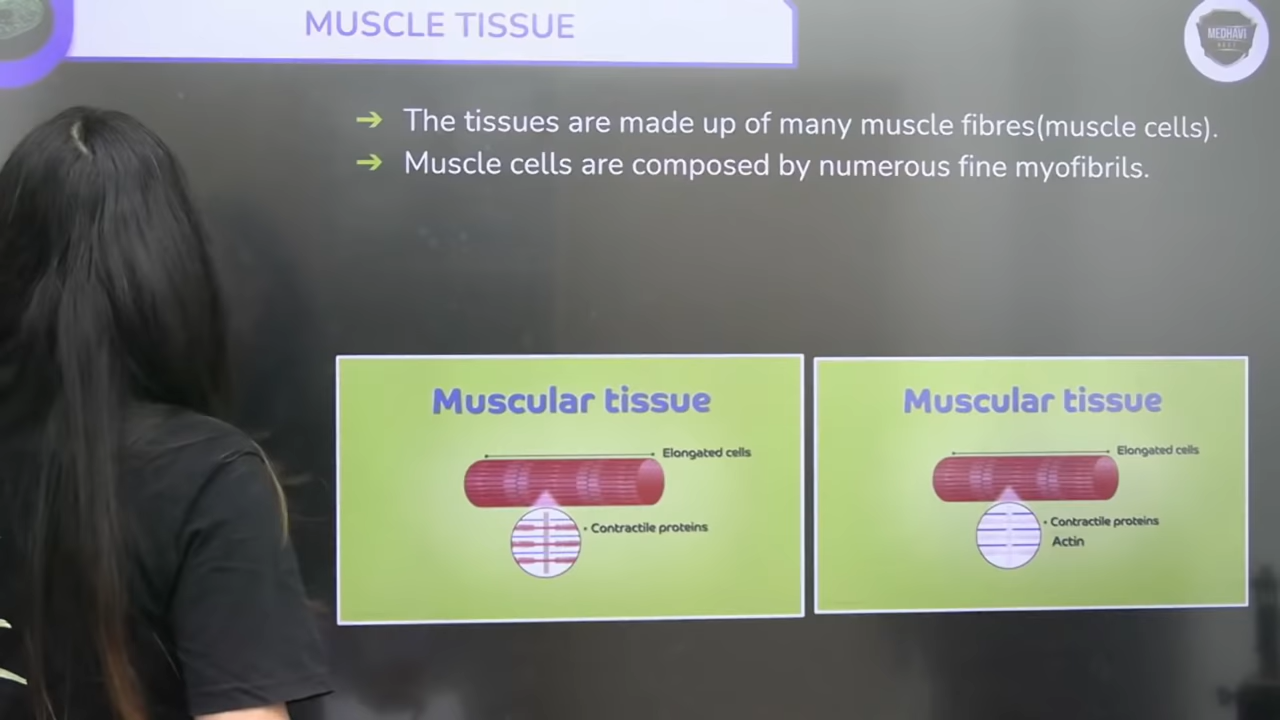 MUSCLE TISSUE
MEDHAVI
➔ The tissues are made up of many muscle fibres(muscle cells).
➔ Muscle cells are composed by numerous fine myofibrils.
Muscular tissue
Elongated cells
• Contractile proteins
Muscular tissue
Elongated cells
• Contractile proteins
Actin